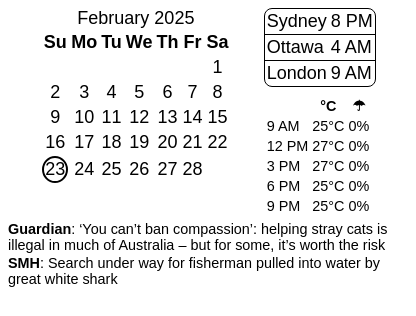 February 2025
Su Mo Tu We Th Fr Sa
1
2 3 4 5 6 7 8
9 10 11 12 13 14 15
16 17 18 19 20 21 22
23 24 25 26 27 28
Sydney 8 PM
Ottawa 4 AM
London 9 AM
°C ☂
9 AM 25°C 0%
12 PM 27°C 0%
3 PM 27°C 0%
6 PM 25°C 0%
9 PM 25°C 0%
Guardian: ‘You can’t ban compassion’: helping stray cats is
illegal in much of Australia – but for some, it’s worth the risk
SMH: Search under way for fisherman pulled into water by
great white shark